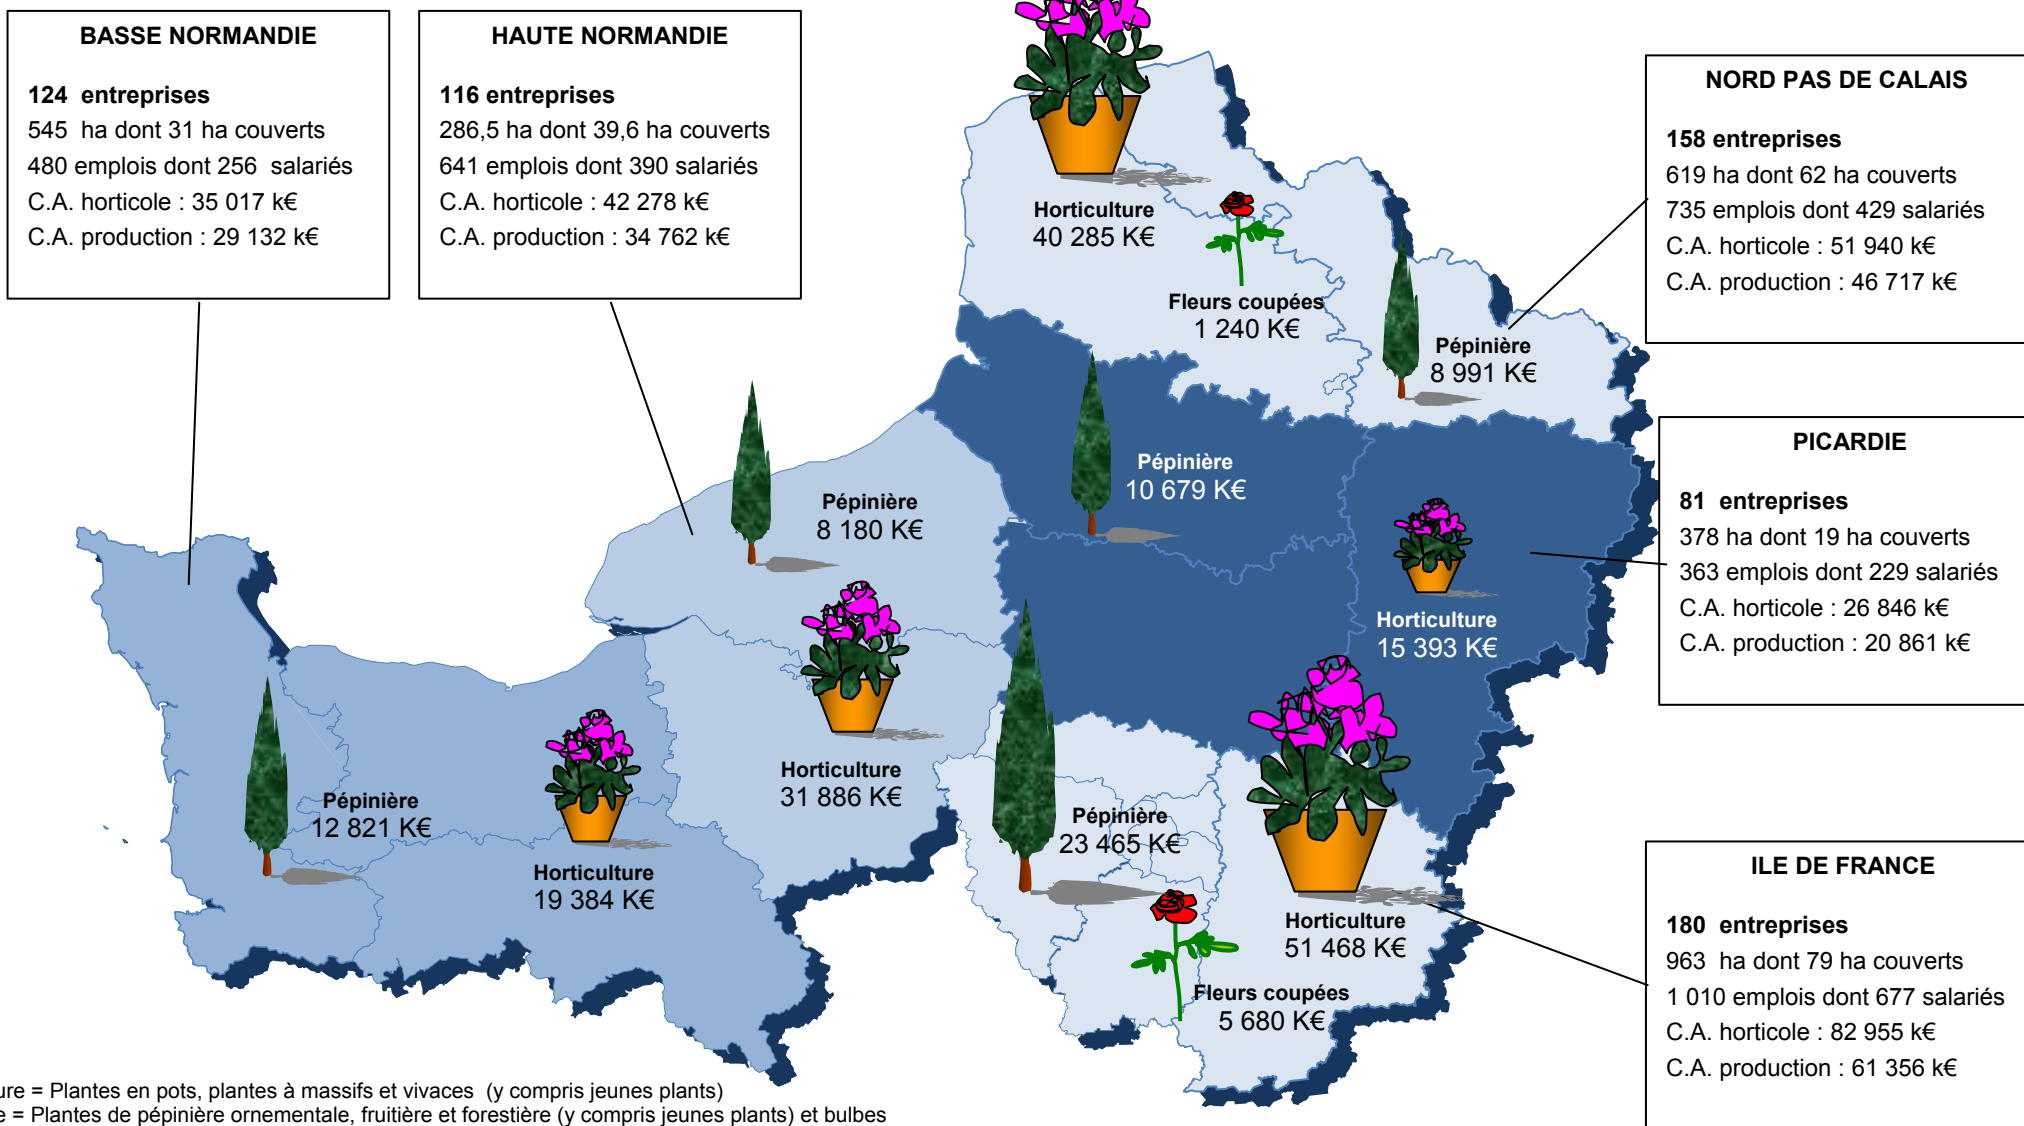 BASSE NORMANDIE
124 entreprises
545 ha dont 31 ha couverts
480 emplois dont 256 salariés
C.A. horticole : 35 017 k€
C.A. production : 29 132 k€
HAUTE NORMANDIE
116 entreprises
286,5 ha dont 39,6 ha couverts
641 emplois dont 390 salariés
C.A. horticole : 42 278 k€
C.A. production : 34 762 k€
NORD PAS DE CALAIS
158 entreprises
619 ha dont 62 ha couverts
735 emplois dont 429 salariés
C.A. horticole : 51 940 k€
C.A. production : 46 717 k€
Horticulture
40 285 K€
Fleurs coupées
1 240 K€
Pépinière
8 991 K€
PICARDIE
81 entreprises
378 ha dont 19 ha couverts
363 emplois dont 229 salariés
C.A. horticole : 26 846 k€
C.A. production : 20 861 k€
Pépinière
10 679 K€
Pépinière
8 180 K€
Horticulture
15 393 K€
Horticulture
31 886 K€
Pépinière
12 821 K€
Horticulture
19 384 K€
Pépinière
23 465 K€
Horticulture
51 468 K€
Fleurs coupées
5 680 K€
ILE DE FRANCE
180 entreprises
963 ha dont 79 ha couverts
1 010 emplois dont 677 salariés
C.A. horticole : 82 955 k€
C.A. production : 61 356 k€
ure = Plantes en pots, plantes à massifs et vivaces (y compris jeunes plants)
e = Plantes de pépinière ornementale, fruitière et forestière (y compris jeunes plants) et bulbes